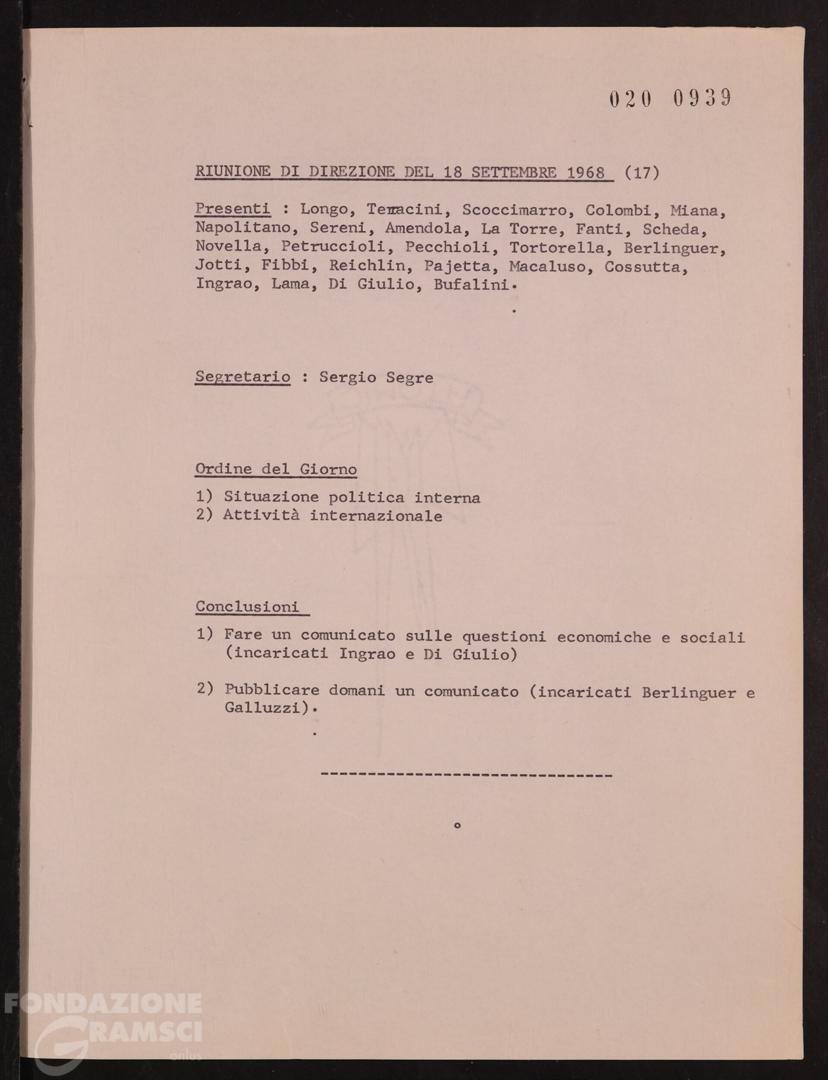 020 0939
RIUNIONE DI DIREZIONE DEL 18 SETTEMBRE 1968 (17)
Presenti : Longo, Terracini, Scoccimarro, Colombi, Miana,
Napolitano, Sereni, Amendola, La Torre, Fanti, Scheda,
Novella, Petruccioli, Pecchioli, Tortorella, Berlinguer,
Jotti, Fibbi, Reichlin, Pajetta, Macaluso, Cossutta,
Ingrao, Lama, Di Giulio, Bufalini.
Segretario : Sergio Segre
Ordine del Giorno
1) Situazione politica interna
2) Attività internazionale
Conclusioni
1) Fare un comunicato sulle questioni economiche e sociali
(incaricati Ingrao e Di Giulio)
2) Pubblicare domani un comunicato (incaricati Berlinguer e
Galluzzi).
-------------------------------
°
FONDAZIONE
GRAMSCI
onlus